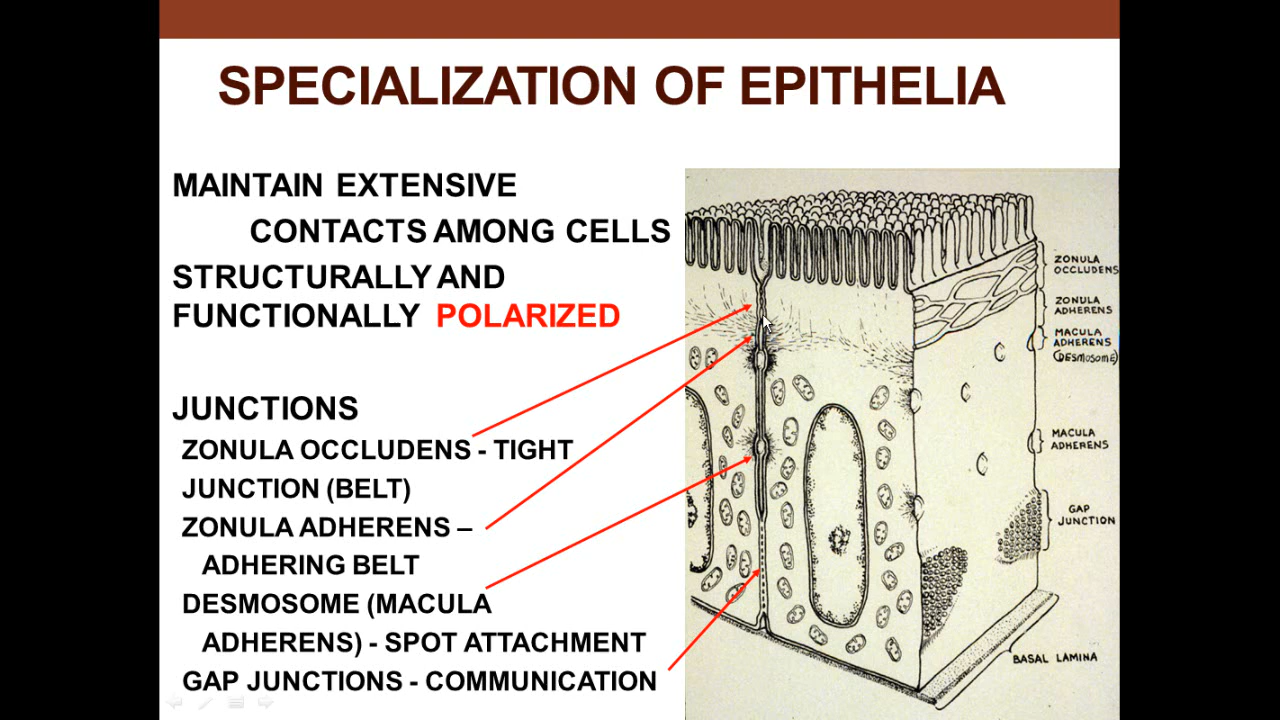 SPECIALIZATION OF EPITHELIA
MAINTAIN EXTENSIVE
CONTACTS AMONG CELLS
STRUCTURALLY AND
FUNCTIONALLY POLARIZED
JUNCTIONS
ZONULA OCCLUDENS - TIGHT
JUNCTION (BELT)
ZONULA ADHERENS –
ADHERING BELT
DESMOSOME (MACULA
ADHERENS) - SPOT ATTACHMENT
GAP JUNCTIONS - COMMUNICATION
ZONULA
OCCLUDENS
ZONULA
ADHERENS
MACULA
ADHERENS
(DESMOSOME)
MACULA
ADHERENS
GAP
JUNCTION
BASAL LAMINA